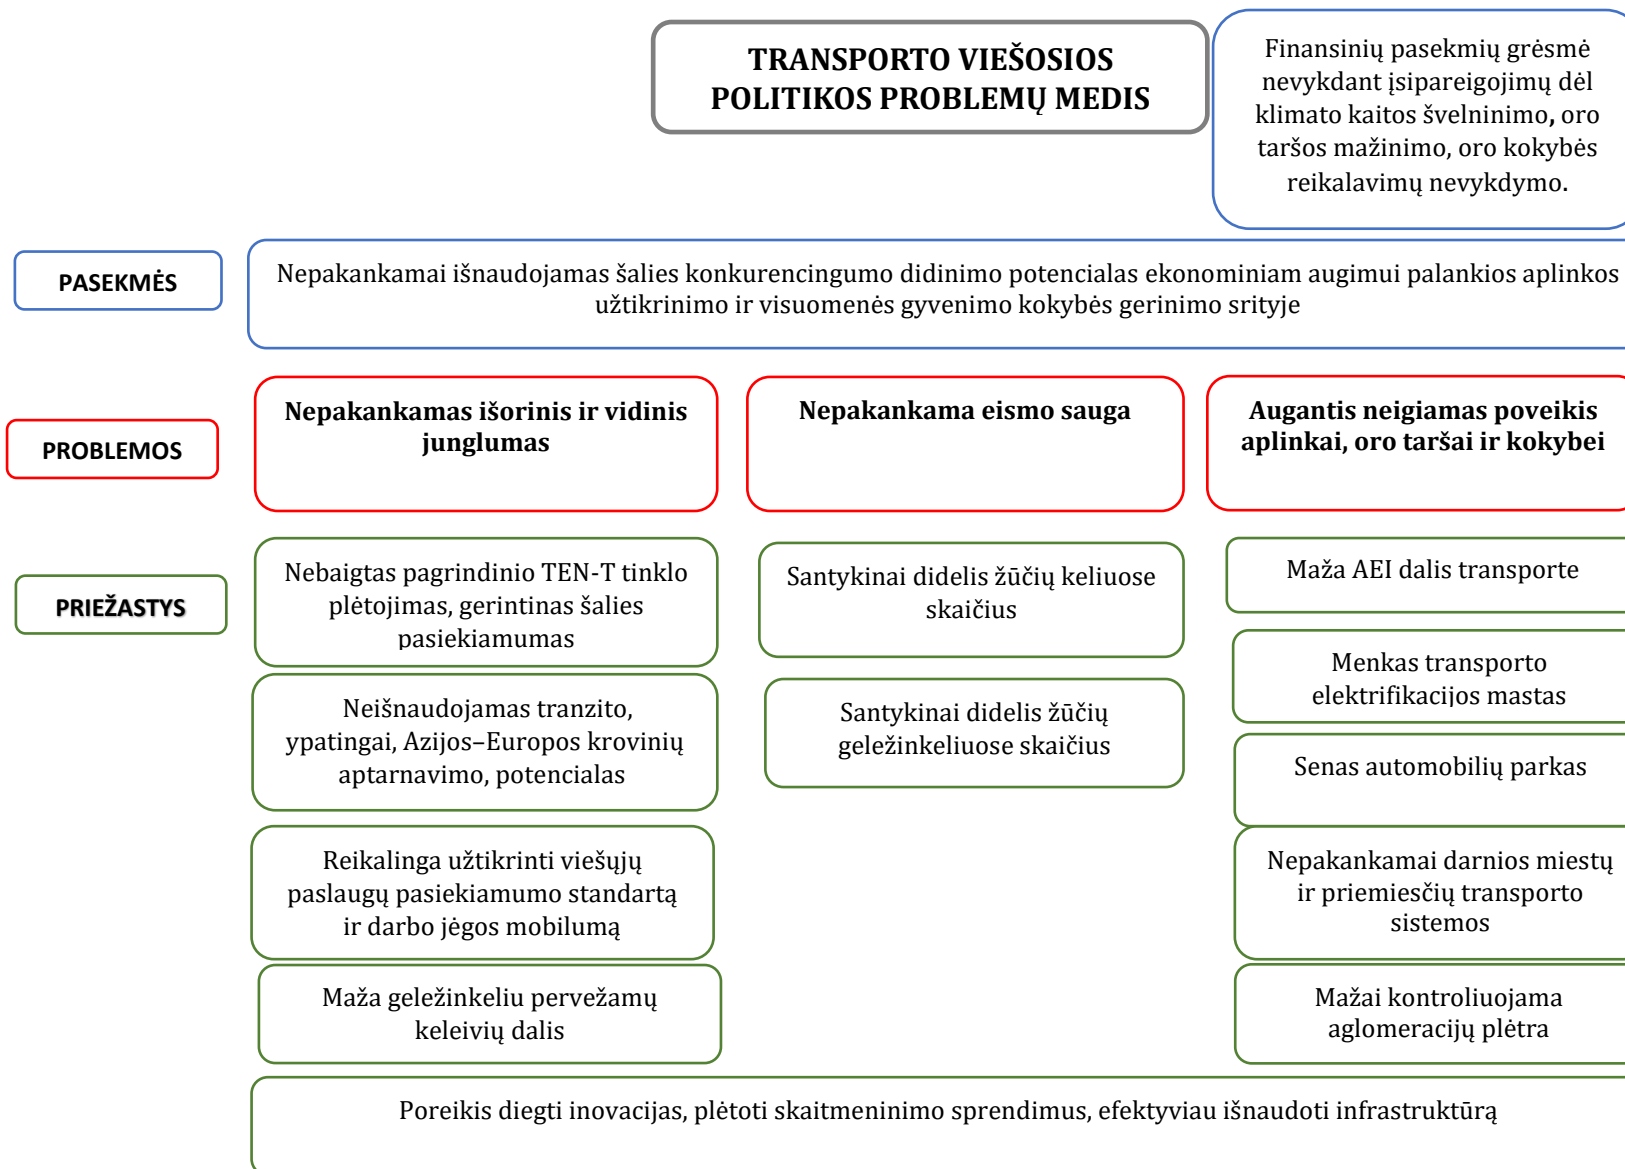 TRANSPORTO VIEŠOSIOS
POLITIKOS PROBLEMŲ MEDIS
Finansinių pasekmių grėsmė
nevykdant įsipareigojimų dėl
klimato kaitos švelninimo, oro
taršos mažinimo, oro kokybės
reikalavimų nevykdymo.
PASEKMĖS
Nepakankamai išnaudojamas šalies konkurencingumo didinimo potencialas ekonominiam augimui palankios aplinkos
užtikrinimo ir visuomenės gyvenimo kokybės gerinimo srityje
PROBLEMOS
Nepakankamas išorinis ir vidinis
junglumas
Nepakankama eismo sauga
Augantis neigiamas poveikis
aplinkai, oro taršai ir kokybei
PRIEŽASTYS
Nebaigtas pagrindinio TEN-T tinklo
plėtojimas, gerintinas šalies
pasiekiamumas
Neišnaudojamas tranzito,
ypatingai, Azijos–Europos krovinių
aptarnavimo, potencialas
Reikalinga užtikrinti viešųjų
paslaugų pasiekiamumo standartą
ir darbo jėgos mobilumą
Maža geležinkeliu pervežamų
keleivių dalis
Santykinai didelis žūčių keliuose
skaičius
Santykinai didelis žūčių
geležinkeliuose skaičius
Maža AEI dalis transporte
Menkas transporto
elektrifikacijos mastas
Senas automobilių parkas
Nepakankamai darnios miestų
ir priemiesčių transporto
sistemos
Mažai kontroliuojama
aglomeracijų plėtra
Poreikis diegti inovacijas, plėtoti skaitmeninimo sprendimus, efektyviau išnaudoti infrastruktūrą